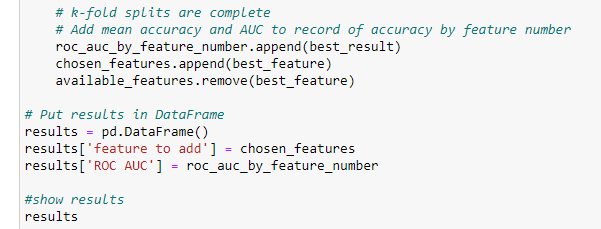 # k-fold splits are complete
# Add mean accuracy and AUC to record of accuracy by feature number
roc_auc_by_feature_number.append(best_result)
chosen_features.append(best_feature)
available_features.remove(best_feature)
# Put results in DataFrame
results = pd.DataFrame()
results['feature to add'] = chosen_features
results['ROC AUC'] = roc_auc_by_feature_number
#show results
results